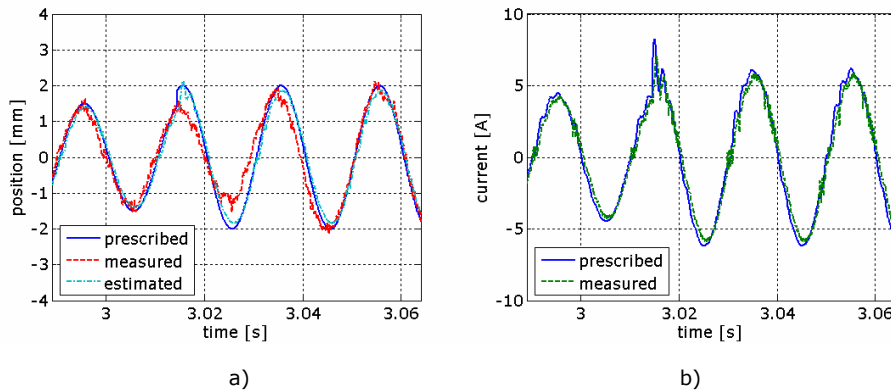 4
3
2
1
0
-1
-2
-3
-4
position [mm]
prescribed
measured
estimated
3
3.02
3.04
3.06
time [s]
a)
10
5
0
-5
-10
current [A]
prescribed
measured
3
3.02
3.04
3.06
time [s]
b)